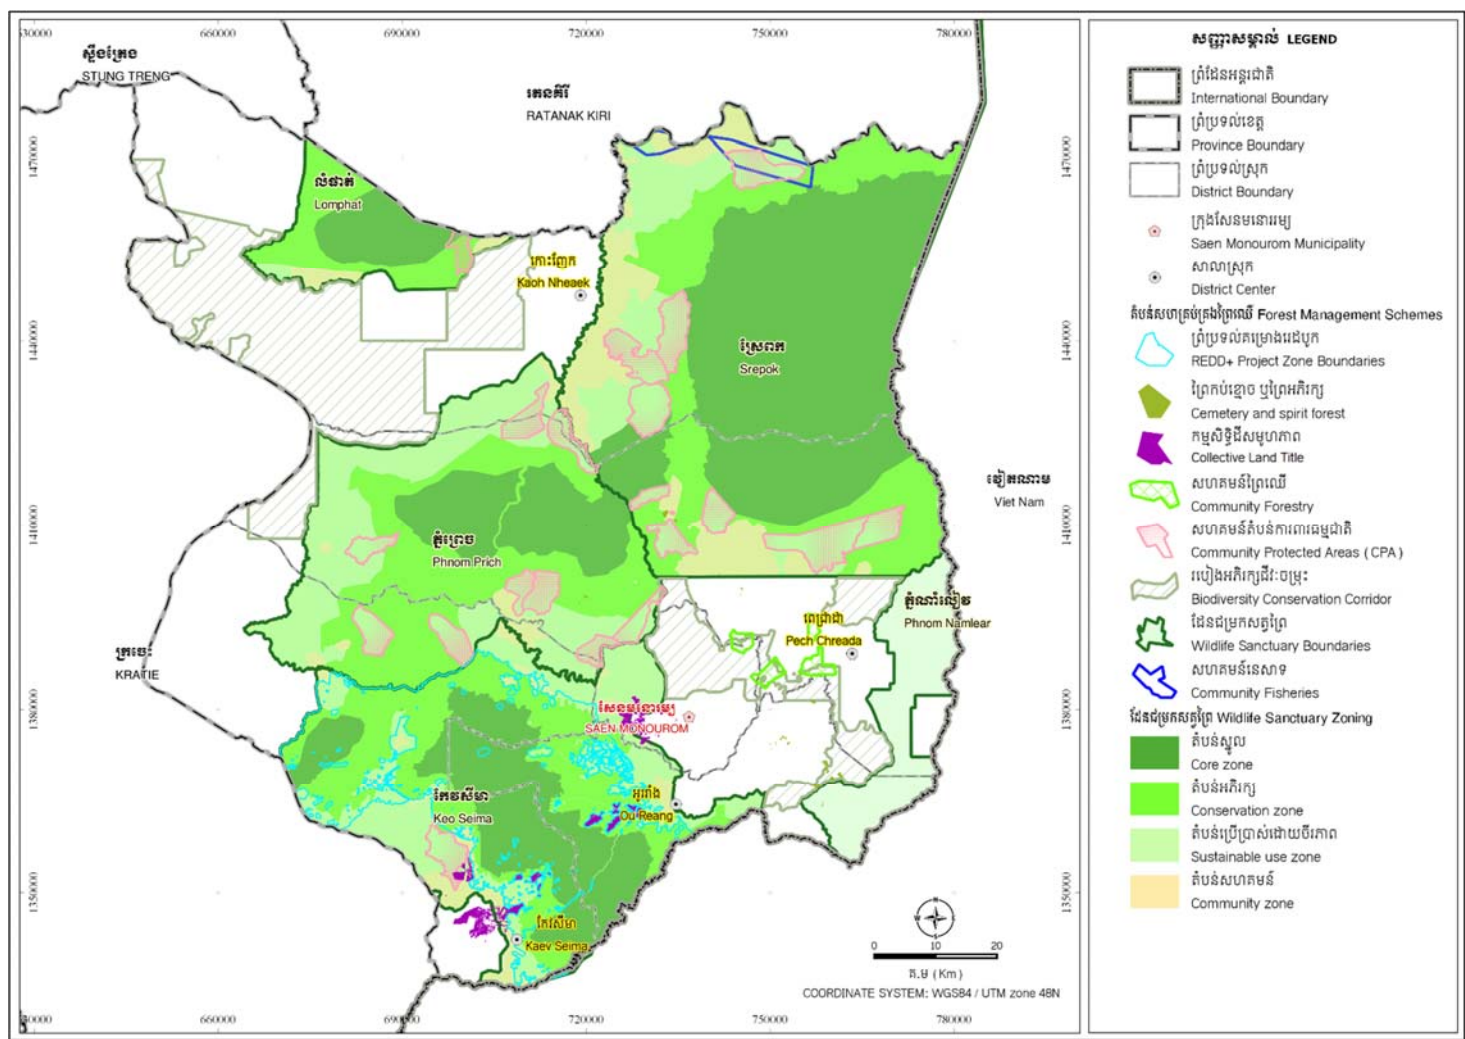 660000 690000 720000 750000 780000
ស្ទឹងត្រែង
STUNG TRENG
រតនគិរី
RATANAK KIRI
1470000 1470000
លំផាត់
Lomphat
កោះញែក
Kaoh Nheaek
1440000 1440000
ស្រែពក
Srepok
វៀតណាម
Viet Nam
1410000 1410000
ភ្នំព្រេច
Phnom Prich
ភ្នំណាំលៀវ
Phnom Namlear
ពេជ្រាដា
Pech Chreada
ក្រចេះ
KRATIE
1380000 1380000
សែនមនោរម្យ
SAEN MONOUROM
កែវសីមា
Keo Seima
អូររាំង
Ou Reang
1350000 1350000
កែវសីមា
Kaev Seima
0 10 20
គ.ម (Km)
COORDINATE SYSTEM: WGS84 / UTM zone 48N
660000 690000 720000 750000 780000
សញ្ញាសម្គាល់ LEGEND
ព្រំដែនអន្តរជាតិ
International Boundary
ព្រំប្រទល់ខេត្ត
Province Boundary
ព្រំប្រទល់ស្រុក
District Boundary
ក្រុងសែនមនោររម្យ
Saen Monourom Municipality
សាលាស្រុក
District Center
តំបន់សហគ្រប់គ្រងព្រៃឈើ Forest Management Schemes
ព្រំប្រទល់គម្រោងរេដបូក
REDD+ Project Zone Boundaries
ព្រៃកប់ខ្មោច ឬព្រៃអភិរក្ស
Cemetery and spirit forest
កម្មសិទ្ធិដីសមូហភាព
Collective Land Title
សហគមន៍ព្រៃឈើ
Community Forestry
សហគមន៍តំបន់ការពារធម្មជាតិ
Community Protected Areas (CPA)
របៀងអភិរក្សជីវៈចម្រុះ
Biodiversity Conservation Corridor
ដែនជម្រកសត្វព្រៃ
Wildlife Sanctuary Boundaries
សហគមន៍នេសាទ
Community Fisheries
ដែនជម្រកសត្វព្រៃ Wildlife Sanctuary Zoning
តំបន់ស្នូល
Core zone
តំបន់អភិរក្ស
Conservation zone
តំបន់ប្រើប្រាស់ដោយចីរភាព
Sustainable use zone
តំបន់សហគមន៍
Community zone